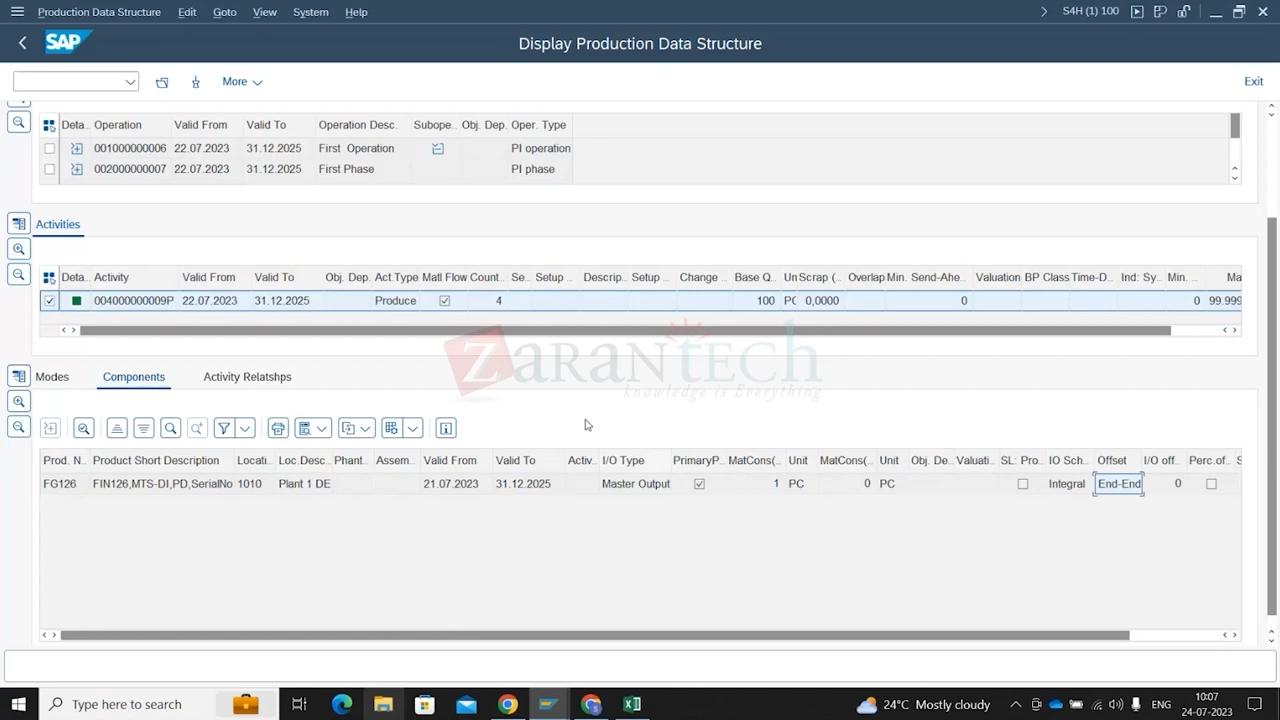 Production Data Structure Edit Goto View System Help S4H (1) 100
SAP Display Production Data Structure
More Exit
Deta.. Operation Valid From Valid To Operation Desc. Subope.. Obj. Dep. Oper. Type
001000000006 22.07.2023 31.12.2025 First Operation PI operation
002000000007 22.07.2023 31.12.2025 First Phase PI phase
Activities
Deta.. Activity Valid From Valid To Obj. Dep. Act.Type Matl Flow Count.. Se.. Setup .. Descrip.. Setup .. Change .. Base Q.. Un Scrap ( Overlap Min. Send-Ahe.. Valuation BP Class Time-D.. Ind: Sy.. Min. .. Ma
004000000009P 22.07.2023 31.12.2025 Produce 4 100 PC 0,0000 0 0 99.999
ZARANTECH
knowledge is Everything
Modes Components Activity Relatshps
Prod. N.. Product Short Description Locati.. Loc.Desc.. Phant.. Assem.. Valid From Valid To Activ.. I/O Type PrimaryP.. MatCons(.. Unit MatCons(.. Unit Obj. De.. Valuati.. SL: Pro.. IO Sch.. Offset I/O off.. Perc.of.. S
FG126 FIN126,MTS-DI,PD,SerialNo 1010 Plant 1 DE 21.07.2023 31.12.2025 Master Output 1 PC 0 PC Integral End-End 0
Type here to search 24°C Mostly cloudy ENG 10:07
24-07-2023